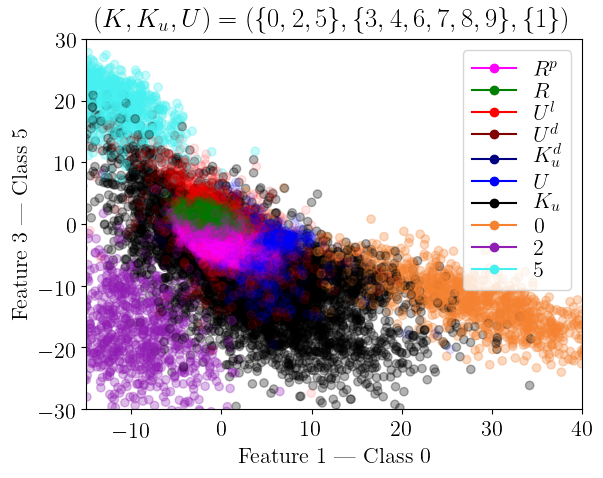 (K, K_u, U) = ({0, 2, 5}, {3, 4, 6, 7, 8, 9}, {1})
30
20
10
0
−10
−20
−30
Feature 3 — Class 5
R^p
R
U^l
U^d
K_u^d
U
K_u
0
2
5
−10
0
10
20
30
40
Feature 1 — Class 0